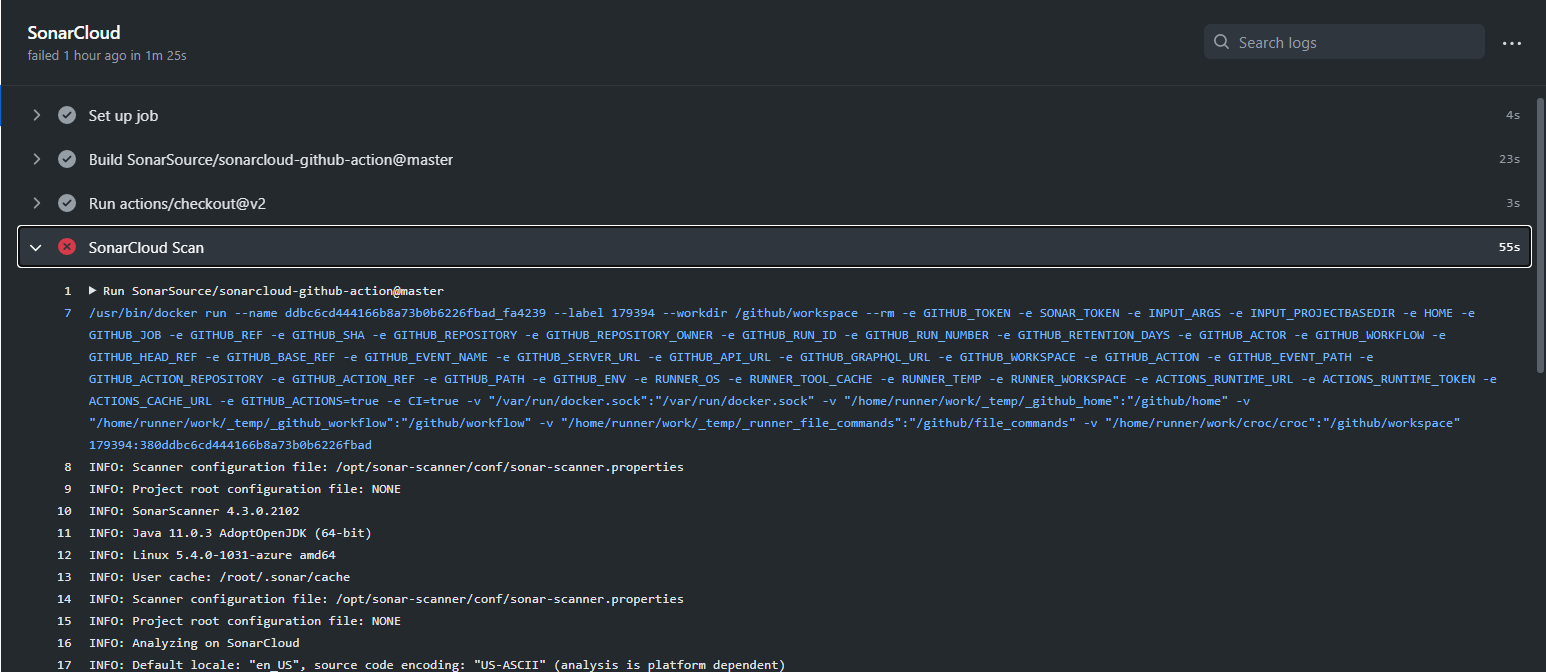 SonarCloud
failed 1 hour ago in 1m 25s
Search logs
Set up job 4s
Build SonarSource/sonarcloud-github-action@master 23s
Run actions/checkout@v2 3s
SonarCloud Scan 55s
1 Run SonarSource/sonarcloud-github-action@master
7 /usr/bin/docker run --name ddbc6cd444166b8a73b0b6226fbad_fa4239 --label 179394 --workdir /github/workspace --rm -e GITHUB_TOKEN -e SONAR_TOKEN -e INPUT_ARGS -e INPUT_PROJECTBASEDIR -e HOME -e
GITHUB_JOB -e GITHUB_REF -e GITHUB_SHA -e GITHUB_REPOSITORY -e GITHUB_REPOSITORY_OWNER -e GITHUB_RUN_ID -e GITHUB_RUN_NUMBER -e GITHUB_RETENTION_DAYS -e GITHUB_ACTOR -e GITHUB_WORKFLOW -e
GITHUB_HEAD_REF -e GITHUB_BASE_REF -e GITHUB_EVENT_NAME -e GITHUB_SERVER_URL -e GITHUB_API_URL -e GITHUB_GRAPHQL_URL -e GITHUB_WORKSPACE -e GITHUB_ACTION -e GITHUB_EVENT_PATH -e
GITHUB_ACTION_REPOSITORY -e GITHUB_ACTION_REF -e GITHUB_PATH -e GITHUB_ENV -e RUNNER_OS -e RUNNER_TOOL_CACHE -e RUNNER_TEMP -e RUNNER_WORKSPACE -e ACTIONS_RUNTIME_URL -e ACTIONS_RUNTIME_TOKEN -e
ACTIONS_CACHE_URL -e GITHUB_ACTIONS=true -e CI=true -v "/var/run/docker.sock":"/var/run/docker.sock" -v "/home/runner/work/_temp/_github_home":"/github/home" -v
"/home/runner/work/_temp/_github_workflow":"/github/workflow" -v "/home/runner/work/_temp/_runner_file_commands":"/github/file_commands" -v "/home/runner/work/croc/croc":"/github/workspace"
179394:380ddbc6cd444166b8a73b0b6226fbad
8 INFO: Scanner configuration file: /opt/sonar-scanner/conf/sonar-scanner.properties
9 INFO: Project root configuration file: NONE
10 INFO: SonarScanner 4.3.0.2102
11 INFO: Java 11.0.3 AdoptOpenJDK (64-bit)
12 INFO: Linux 5.4.0-1031-azure amd64
13 INFO: User cache: /root/.sonar/cache
14 INFO: Scanner configuration file: /opt/sonar-scanner/conf/sonar-scanner.properties
15 INFO: Project root configuration file: NONE
16 INFO: Analyzing on SonarCloud
17 INFO: Default locale: "en_US", source code encoding: "US-ASCII" (analysis is platform dependent)